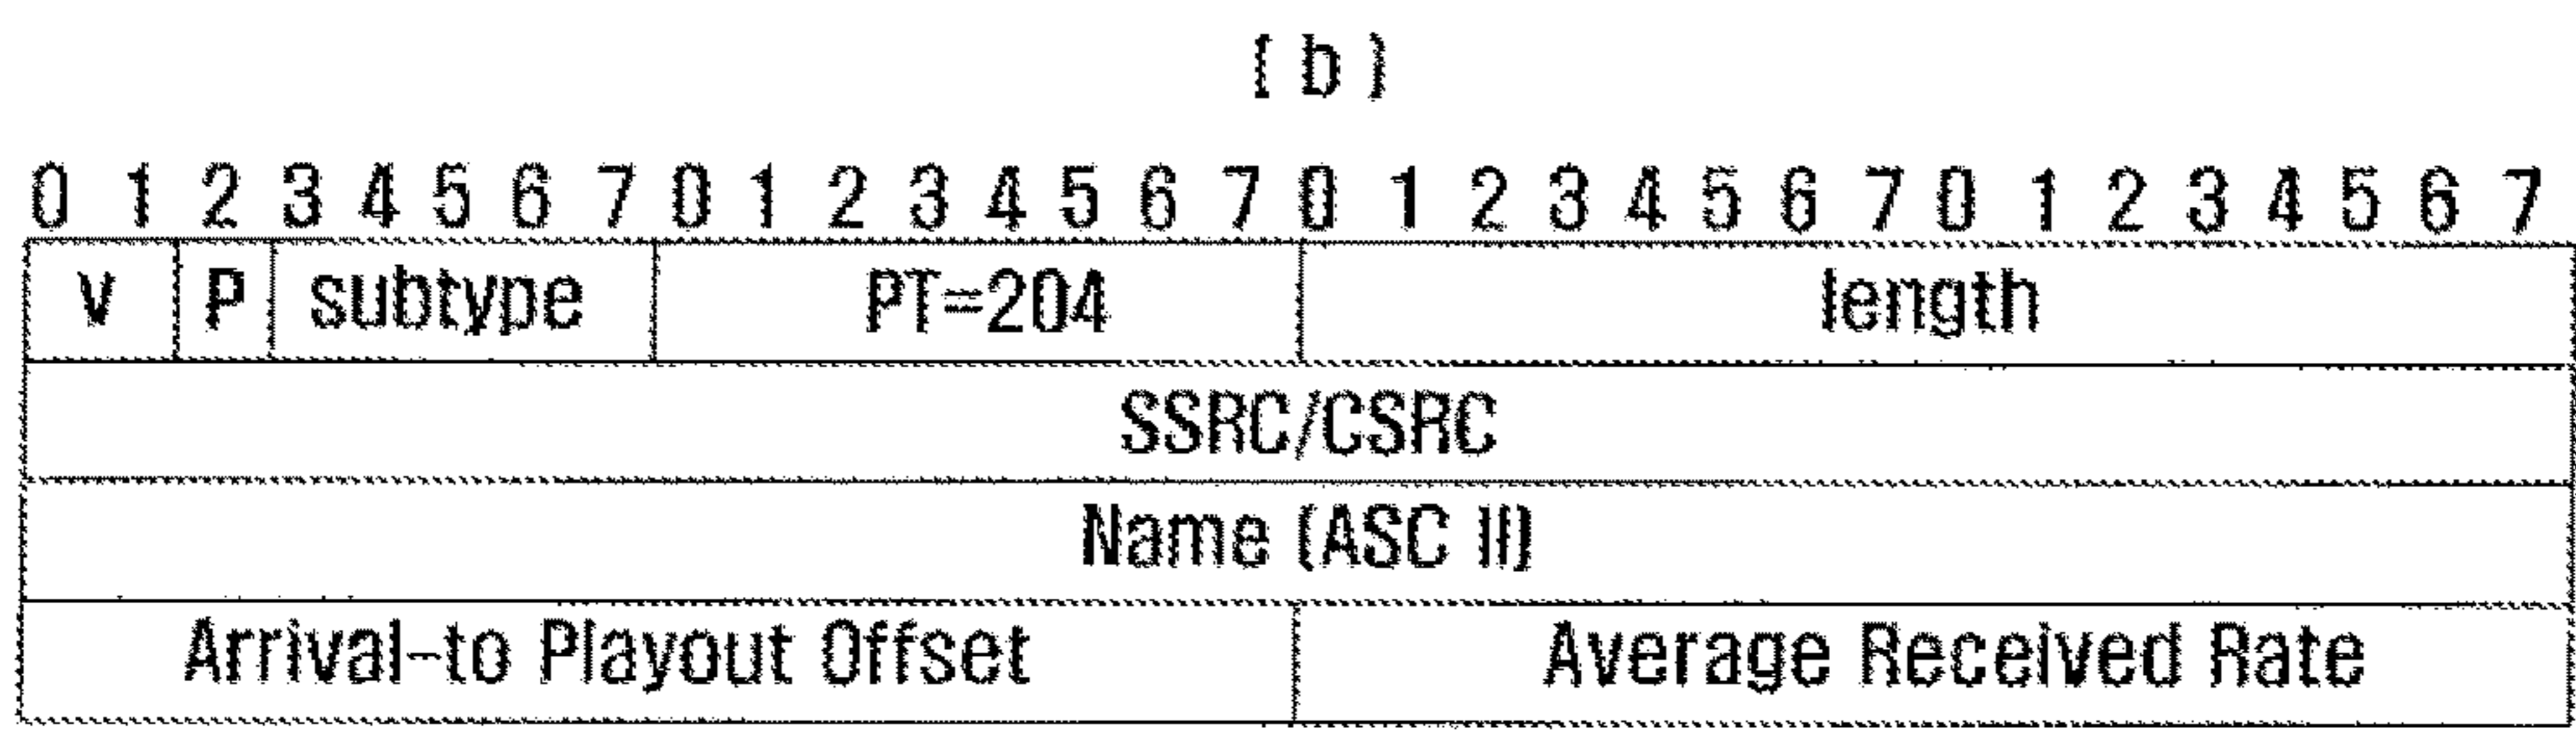 ( b )
0 1 2 3 4 5 6 7 0 1 2 3 4 5 6 7 0 1 2 3 4 5 6 7 0 1 2 3 4 5 6 7
V P subtype PT=204 length
SSRC/CSRC
Name (ASC II)
Arrival-to Playout Offset Average Received Rate